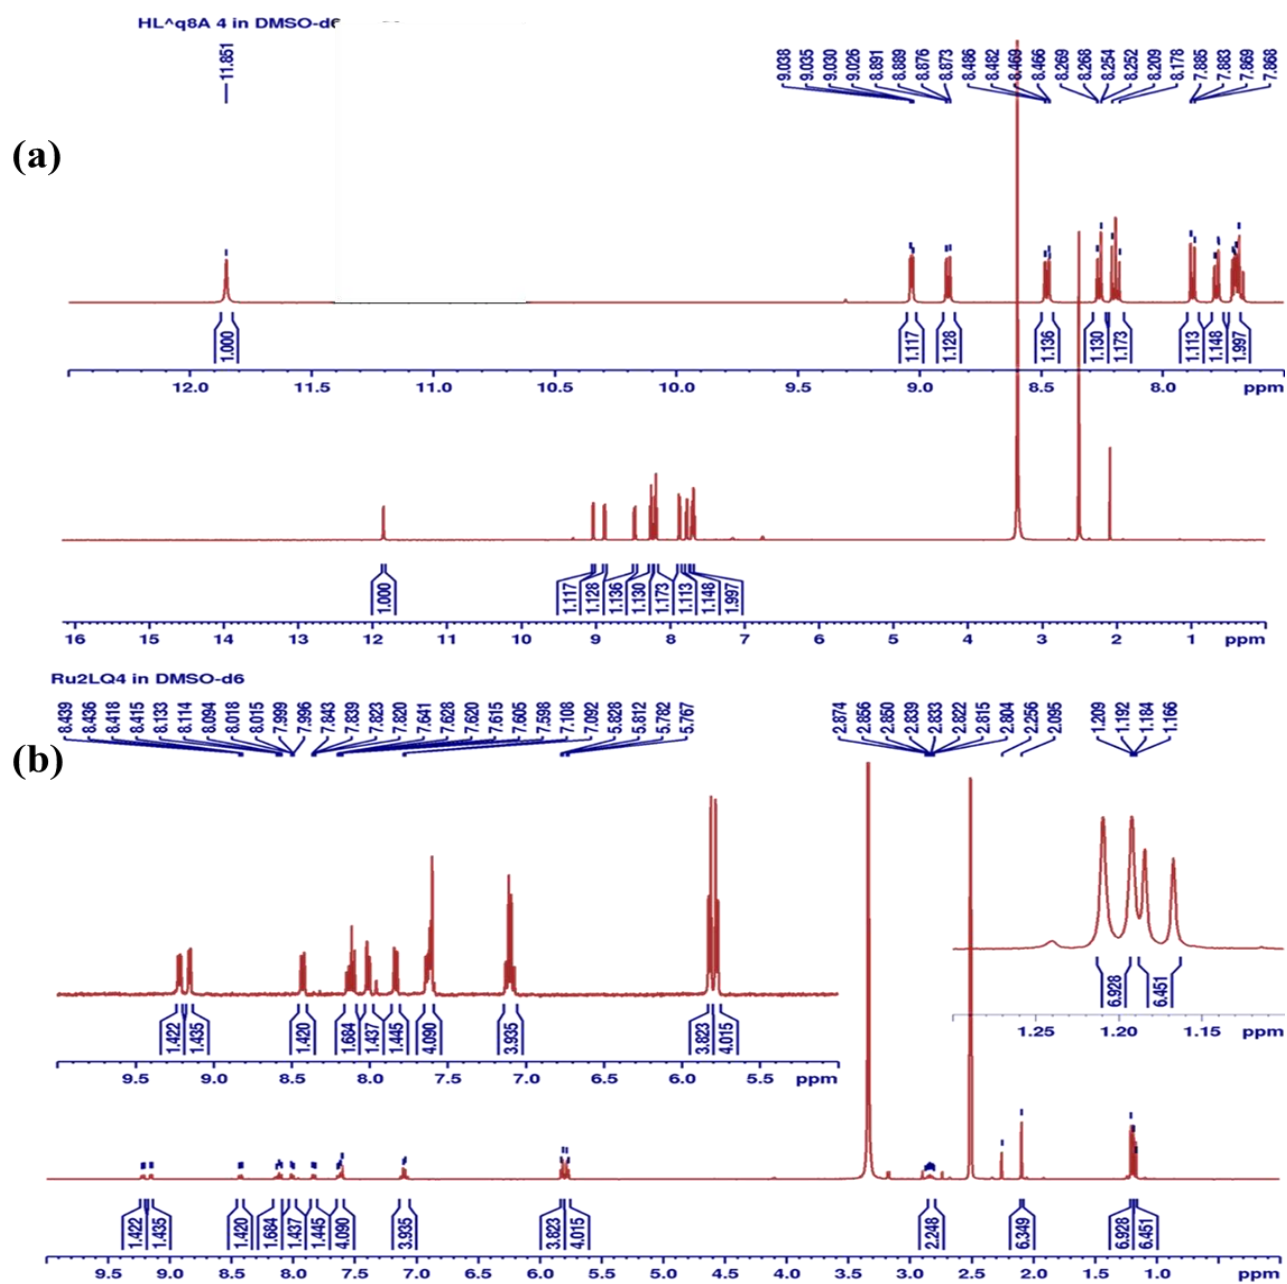 HL^q8A 4 in DMSO-d6
11.851
9.038 9.035 9.030 9.026 8.891 8.889 8.876 8.873 8.486 8.482 8.469 8.466 8.269 8.268 8.254 8.252 8.209 8.178 7.885 7.883 7.869 7.868
(a)
1.000 1.117 1.128 1.136 1.130 1.173 1.113 1.148 1.997
12.0 11.5 11.0 10.5 10.0 9.5 9.0 8.5 8.0 ppm
1.000 1.117 1.128 1.136 1.130 1.173 1.113 1.148 1.997
16 15 14 13 12 11 10 9 8 7 6 5 4 3 2 1 ppm
Ru2LQ4 in DMSO-d6
8.439 8.436 8.418 8.415 8.133 8.114 8.094 8.018 8.015 7.999 7.996 7.843 7.839 7.823 7.820 7.641 7.628 7.620 7.615 7.605 7.598 7.108 7.092 5.828 5.812 5.782 5.767
2.874 2.856 2.850 2.839 2.833 2.822 2.815 2.804 2.256 2.095
1.209 1.192 1.184 1.166
(b)
6.928 6.451
1.25 1.20 1.15 ppm
1.422 1.435 1.420 1.684 1.437 1.445 4.090 3.935 3.823 4.015
9.5 9.0 8.5 8.0 7.5 7.0 6.5 6.0 5.5 ppm
1.422 1.435 1.420 1.684 1.437 1.445 4.090 3.935 3.823 4.015 2.248 6.349 6.928 6.451
9.5 9.0 8.5 8.0 7.5 7.0 6.5 6.0 5.5 5.0 4.5 4.0 3.5 3.0 2.5 2.0 1.5 1.0 ppm